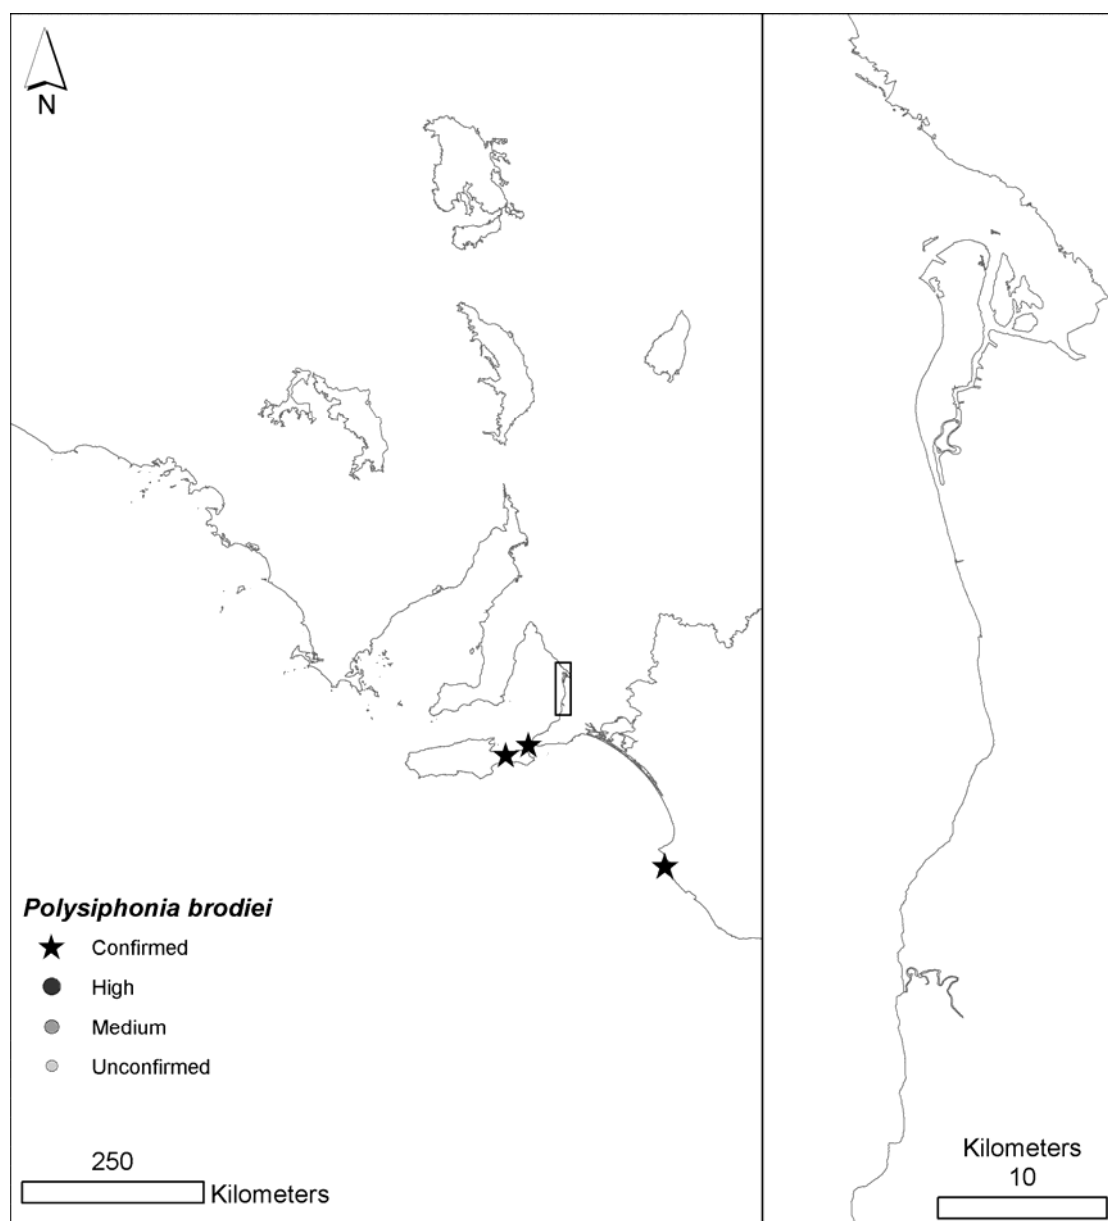 N
Polysiphonia brodiei
Confirmed
High
Medium
Unconfirmed
250
Kilometers
Kilometers
10